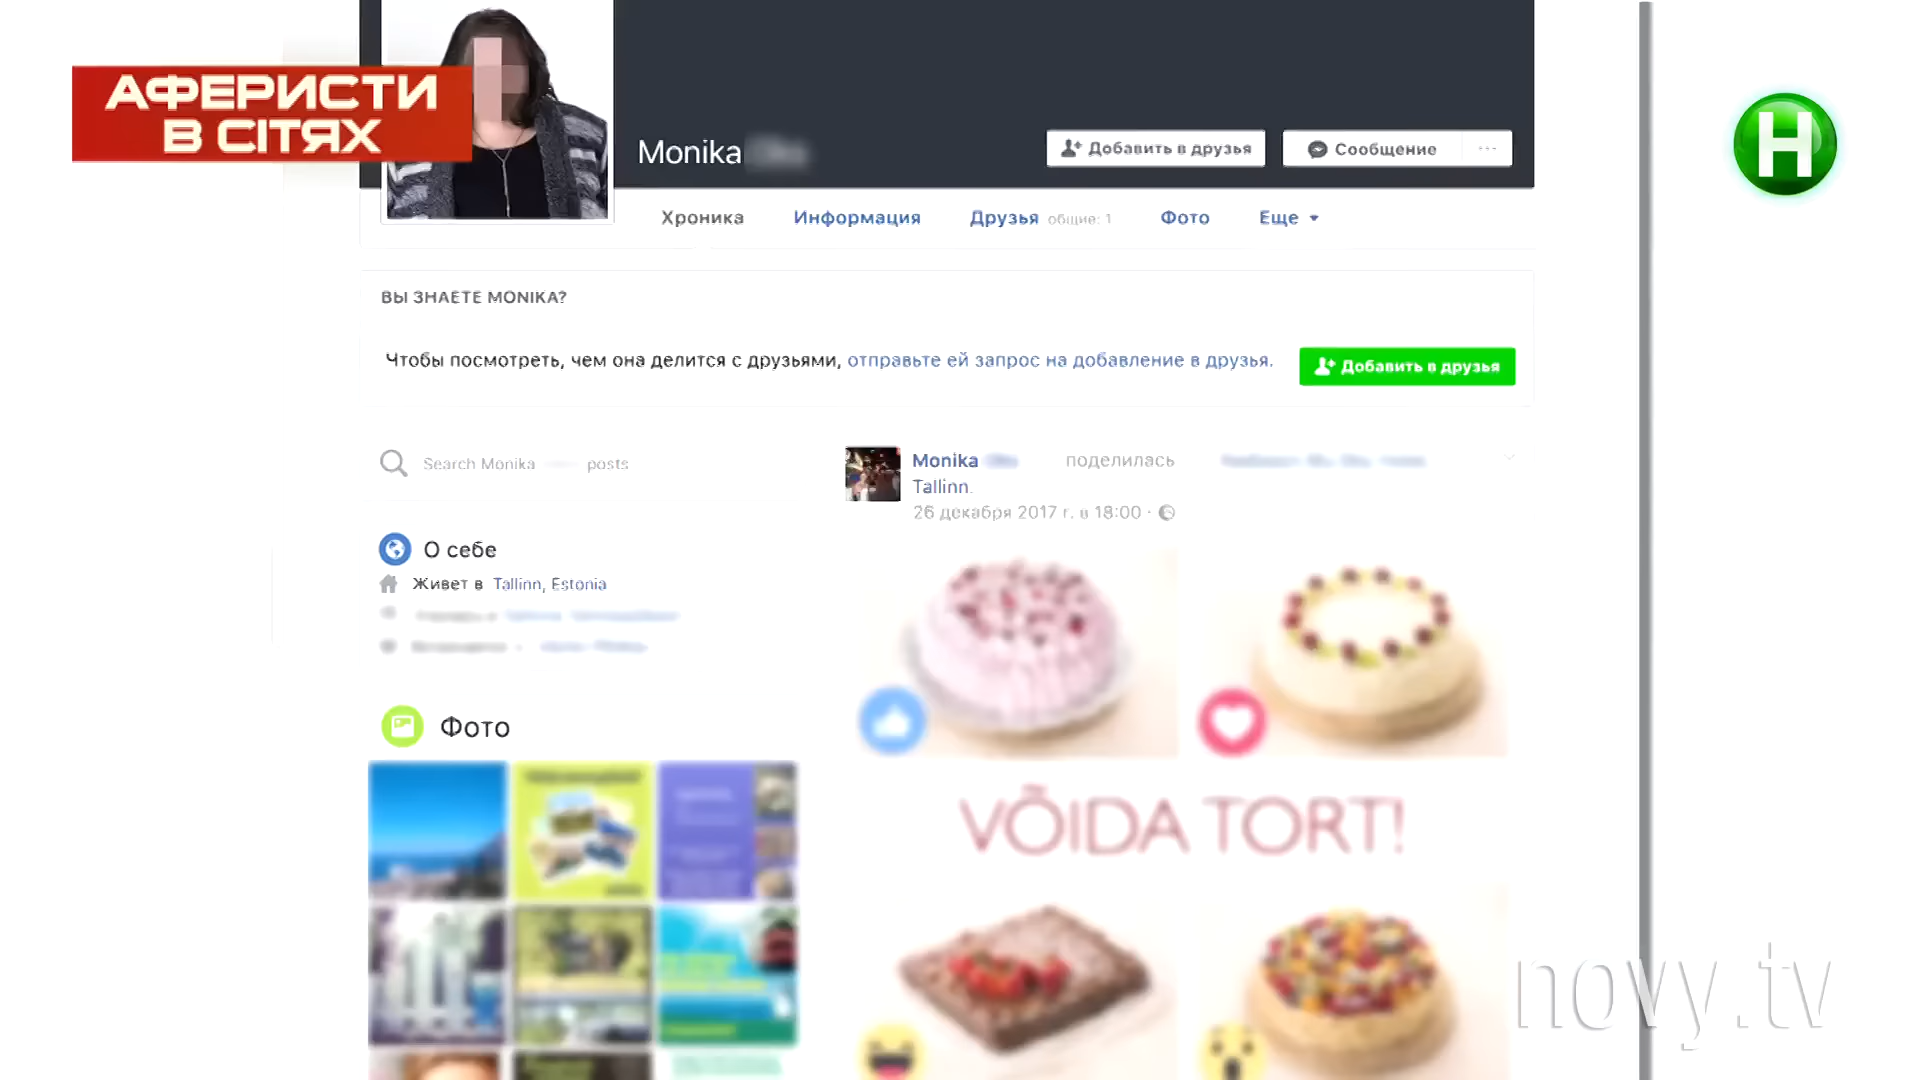 АФЕРИСТИ
В СІТЯХ
Н
Monika
Добавить в друзья
Сообщение
Хроника Информация Друзья общие: 1 Фото Еще
ВЫ ЗНАЕТЕ MONIKA?
Чтобы посмотреть, чем она делится с друзьями, отправьте ей запрос на добавление в друзья.
Добавить в друзья
Search Monika posts
О себе
Живет в Tallinn, Estonia
Фото
Monika поделилась
Tallinn.
26 декабря 2017 г. в 18:00 ·
VÕIDA TORT!
novy.tv